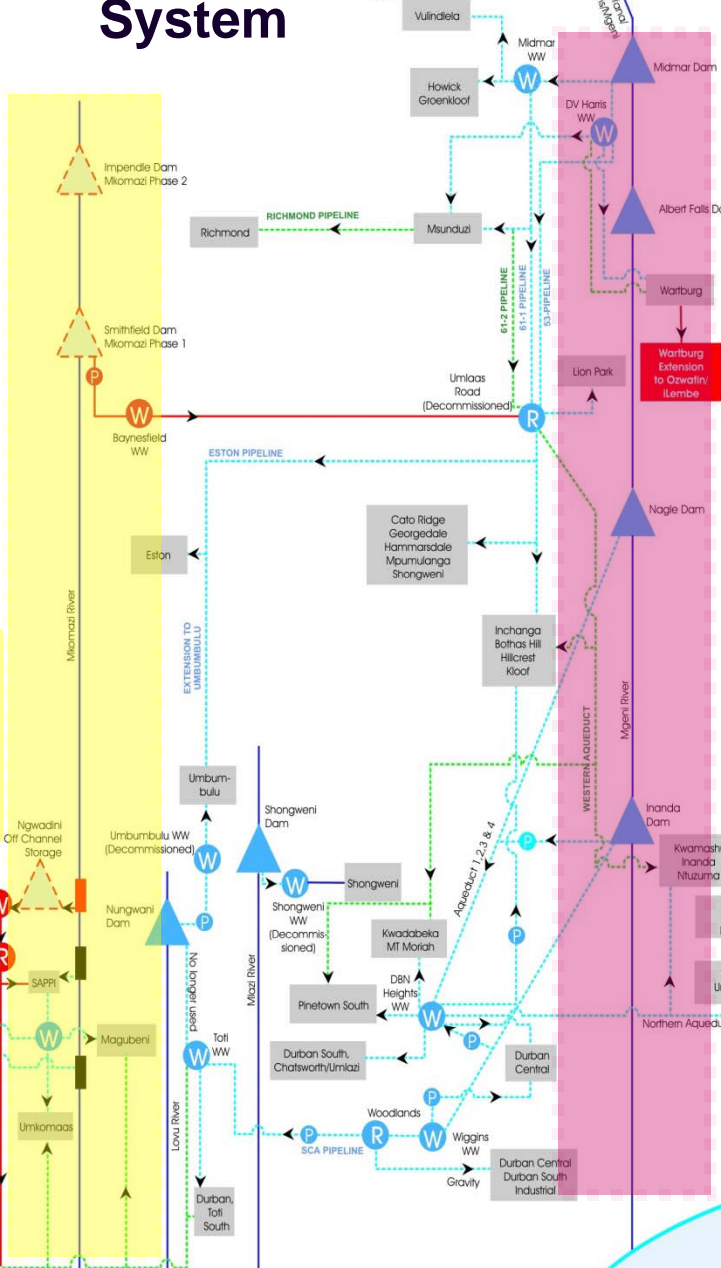 System
Vulindlela
Midmar
WW
W
Howick
Groenkloof
Midmar Dam
DV Harris
WW
W
Impendle Dam
Mkomazi Phase 2
RICHMOND PIPELINE
Richmond
Msunduzi
Albert Falls
61-2 PIPELINE
61-1 PIPELINE
53-PIPELINE
Wartburg
Smithfield Dam
Mkomazi Phase 1
Wartburg
Extension
to Ozwatin/
iLembe
P
Umlaas
Road
(Decommissioned)
Lion Park
W
R
Baynesfield
WW
ESTON PIPELINE
Cato Ridge
Georgedale
Hammarsdale
Mpumulanga
Shongweni
Nagle Dam
Eston
Mkomazi River
EXTENSION TO
UMBUMBULU
Inchanga
Bothas Hill
Hillcrest
Kloof
Mgeni River
WESTERN AQUEDUCT
Umbum-
bulu
Shongweni
Dam
Inanda
Dam
Ngwadini
Off Channel
Storage
Umbumbulu WW
(Decommissioned)
W
Aqueduct 1,2,3 & 4
P
Kwamashu
Inanda
Ntuzuma
W
Shongweni
Shongweni
WW
(Decommis-
sioned)
W
Nungwani
Dam
P
Kwadabeka
MT Moriah
P
R
No longer used
Mlazi River
SAPPI
DBN
Heights
WW
Pinetown South
W
Northern Aquedu
W
Magubeni
Toti
WW
W
P
Durban South,
Chatsworth/Umlazi
Durban
Central
Umkomaas
Lovu River
P
Woodlands
P
R
W
SCA PIPELINE
Wiggins
WW
Gravity
Durban Central
Durban South
Industrial
Durban,
Toti
South